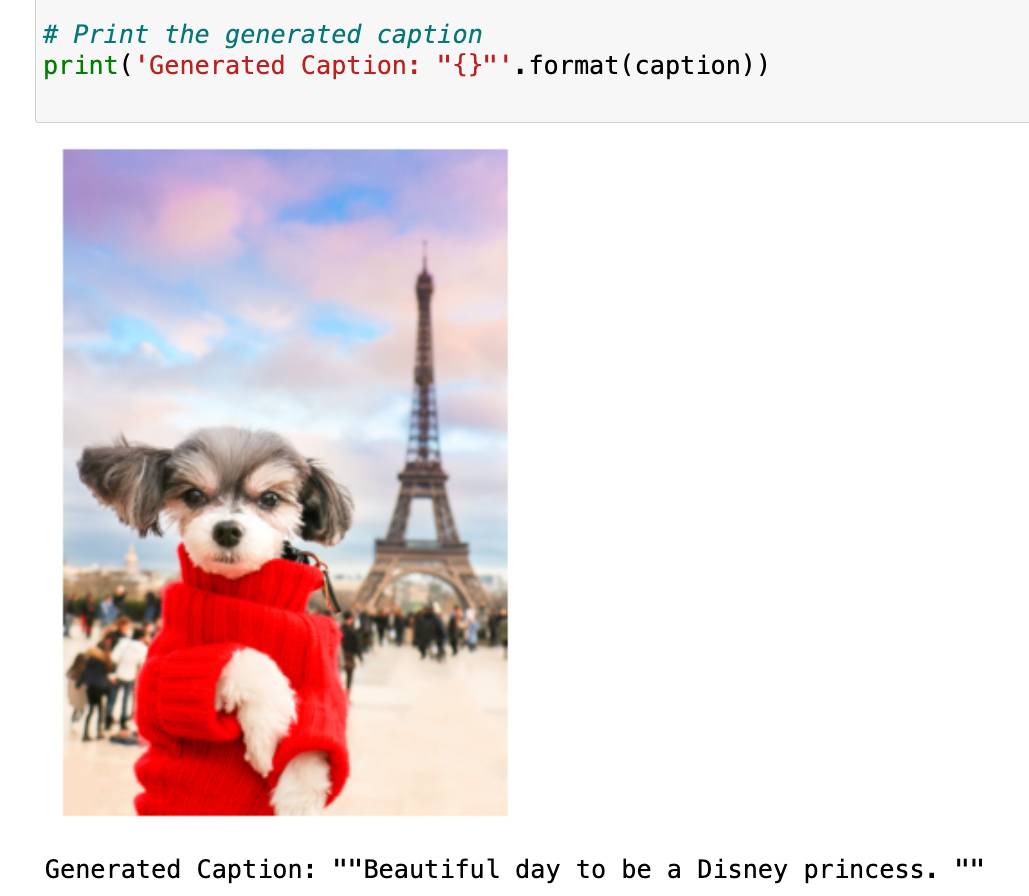 # Print the generated caption
print('Generated Caption: "{}"'.format(caption))
Generated Caption: ""Beautiful day to be a Disney princess. ""